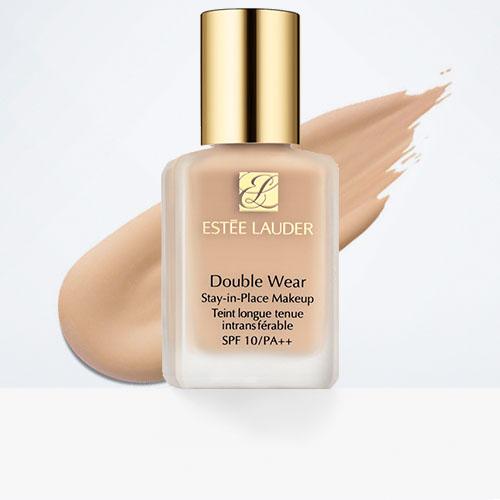 ESTĒE LAUDER
Double Wear
Stay-in-Place Makeup
Teint longue tenue
intransférable
SPF 10/PA++